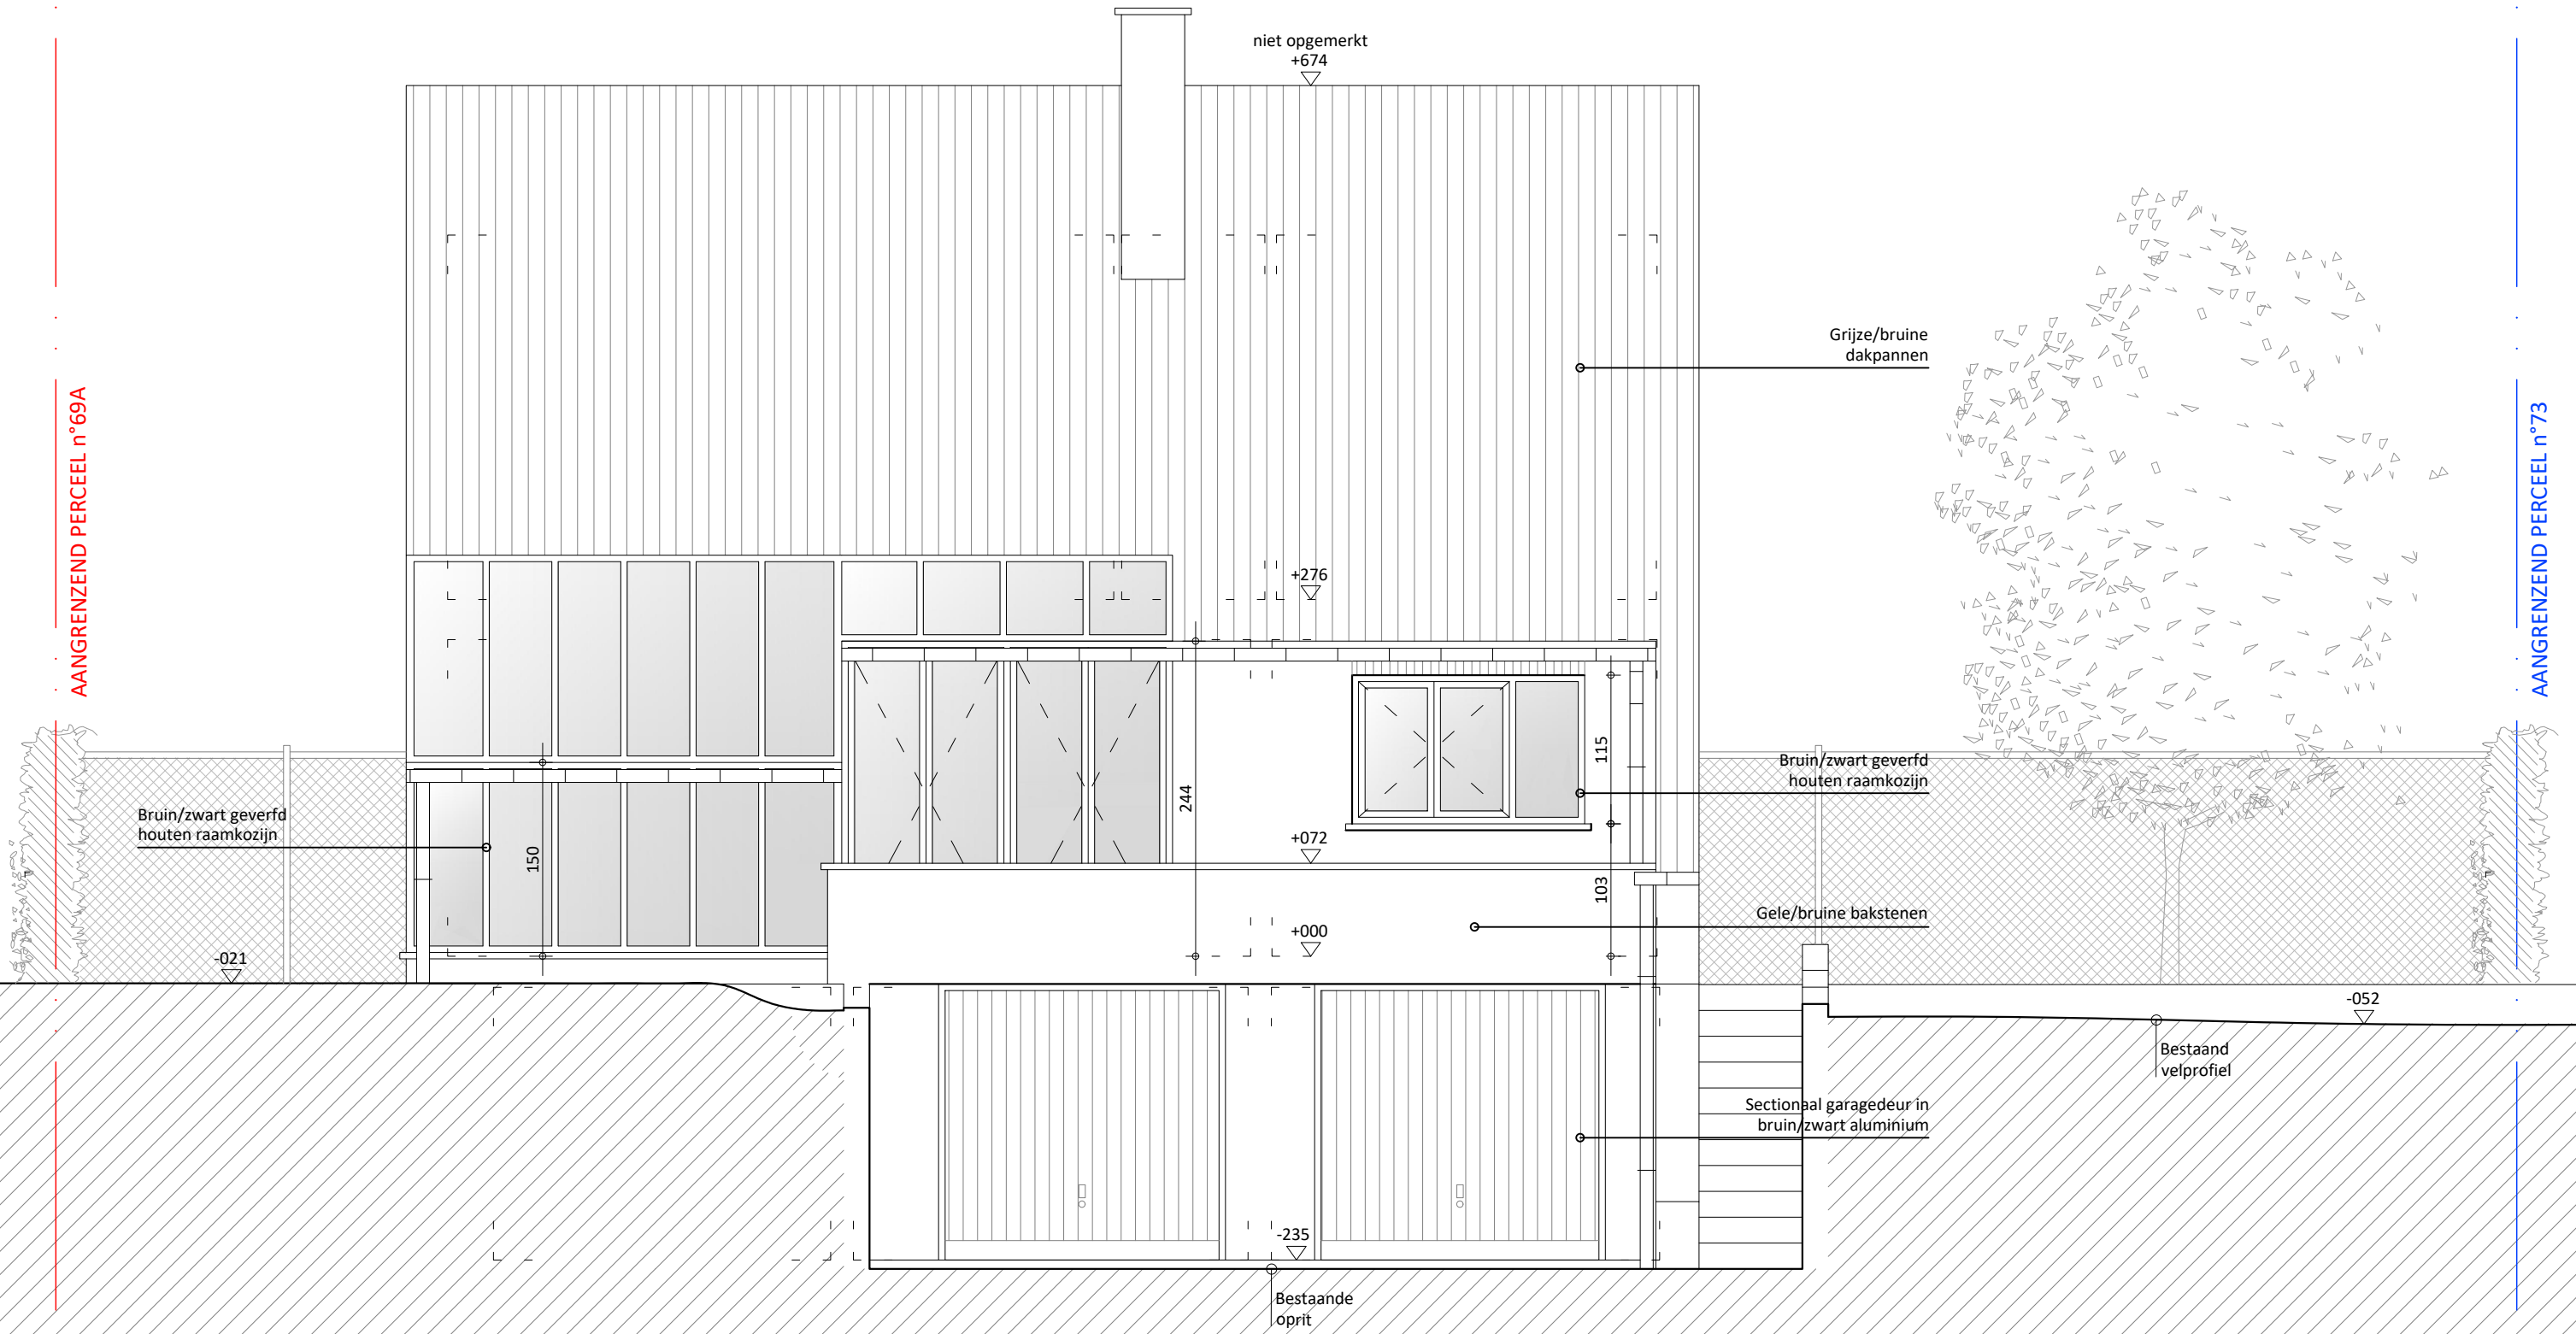 niet opgemerkt
+674
Grijze/bruine
dakpannen
AANGRENZEND PERCEEL n°69A
AANGRENZEND PERCEEL n°73
+276
115
Bruin/zwart geverfd
houten raamkozijn
244
Bruin/zwart geverfd
houten raamkozijn
150
+072
103
Gele/bruine bakstenen
+000
-021
-052
Bestaand
velprofiel
Sectionaal garagedeur in
bruin/zwart aluminium
-235
Bestaande
oprit